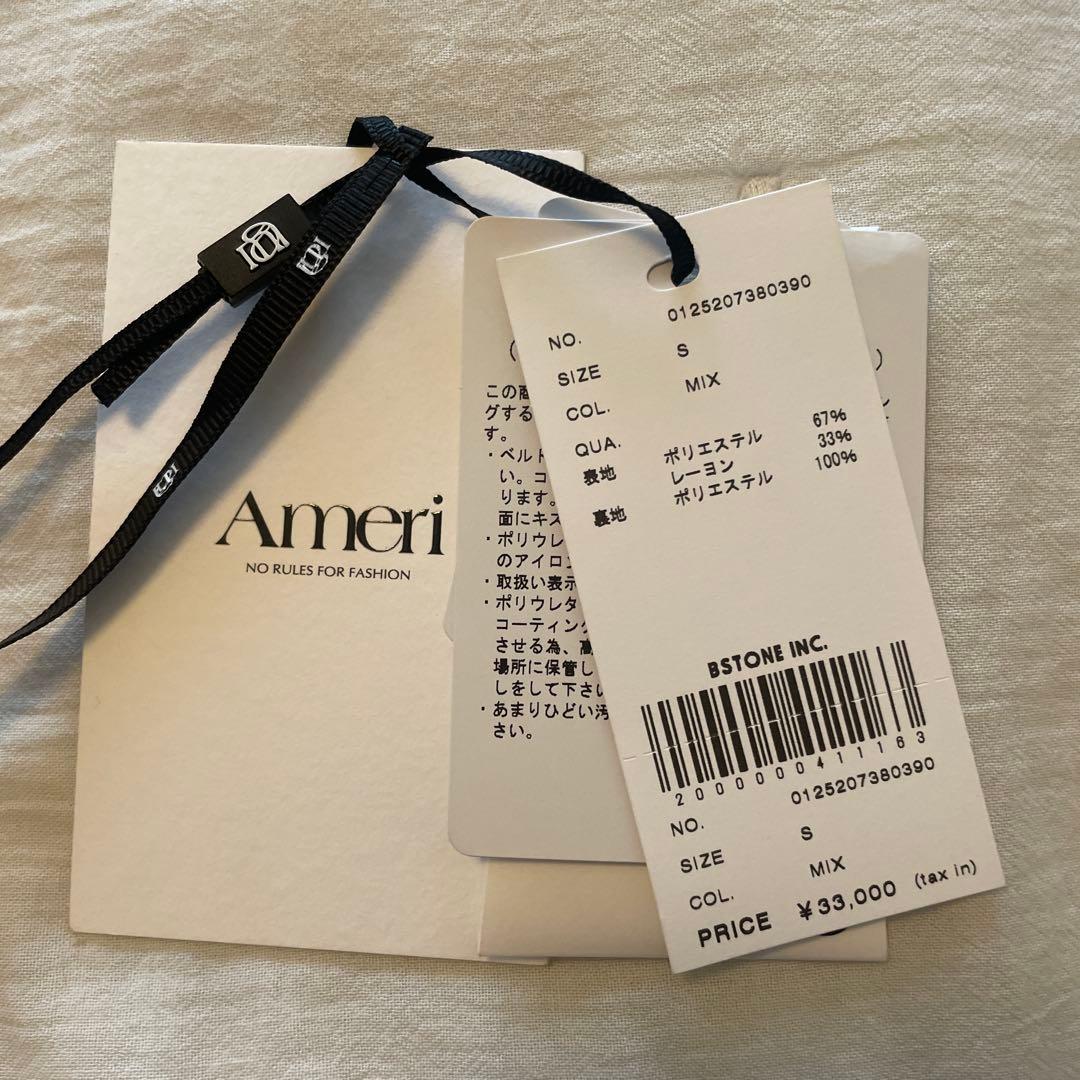 Ameri
NO RULES FOR FASHION
この商
グする
す。
・ベルト
い。コ
ります。
面にキズ
・ポリウレ
のアイロ
・取扱い表示
・ポリウレタ
コーティング
させる為、高
場所に保管し
しをして下さい
・あまりひどい汚
さい。
NO. 0125207380390
SIZE S
COL. MIX
QUA.
表地 ポリエステル 67%
レーヨン 33%
裏地 ポリエステル 100%
BSTONE INC.
2000000411163
NO. 0125207380390
SIZE S
COL. MIX
PRICE ¥33,000 (tax in)